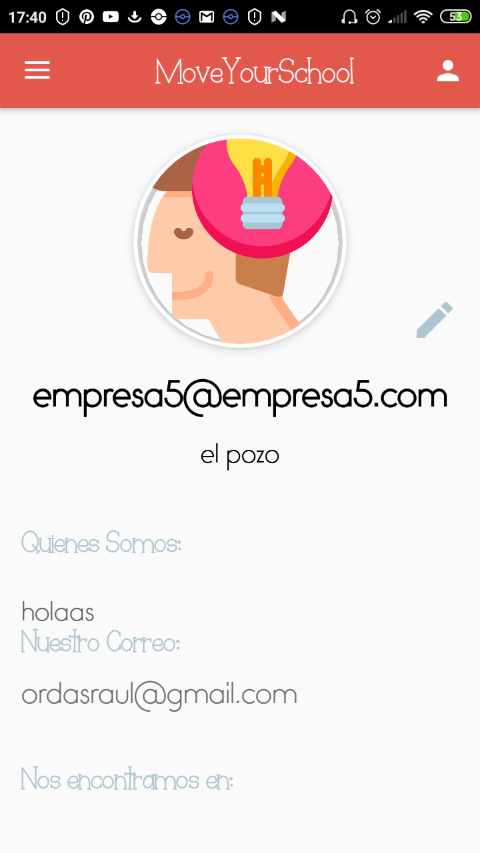 17:40
53
MoveYourSchool
empresa5@empresa5.com
el pozo
Quienes Somos:
holaas
Nuestro Correo:
ordasraul@gmail.com
Nos encontramos en: